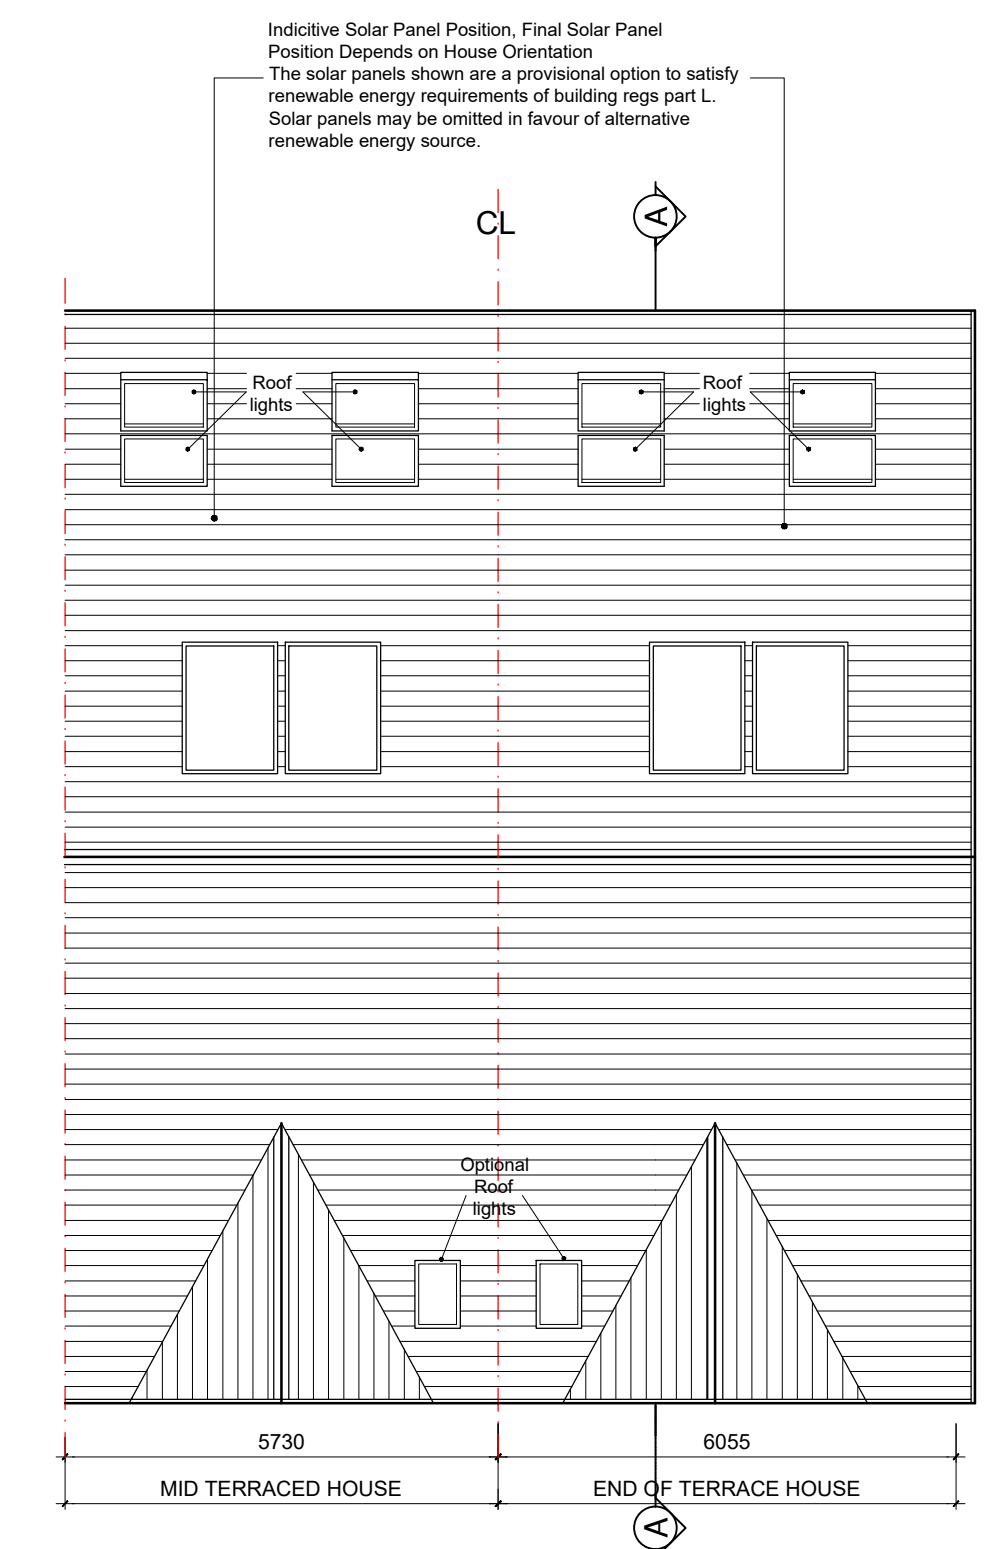 Indicitive Solar Panel Position, Final Solar Panel
Position Depends on House Orientation
The solar panels shown are a provisional option to satisfy
renewable energy requirements of building regs part L.
Solar panels may be omitted in favour of alternative
renewable energy source.
CL
A
Roof
lights
Roof
lights
Optional
Roof
lights
5730
6055
MID TERRACED HOUSE
END OF TERRACE HOUSE
A